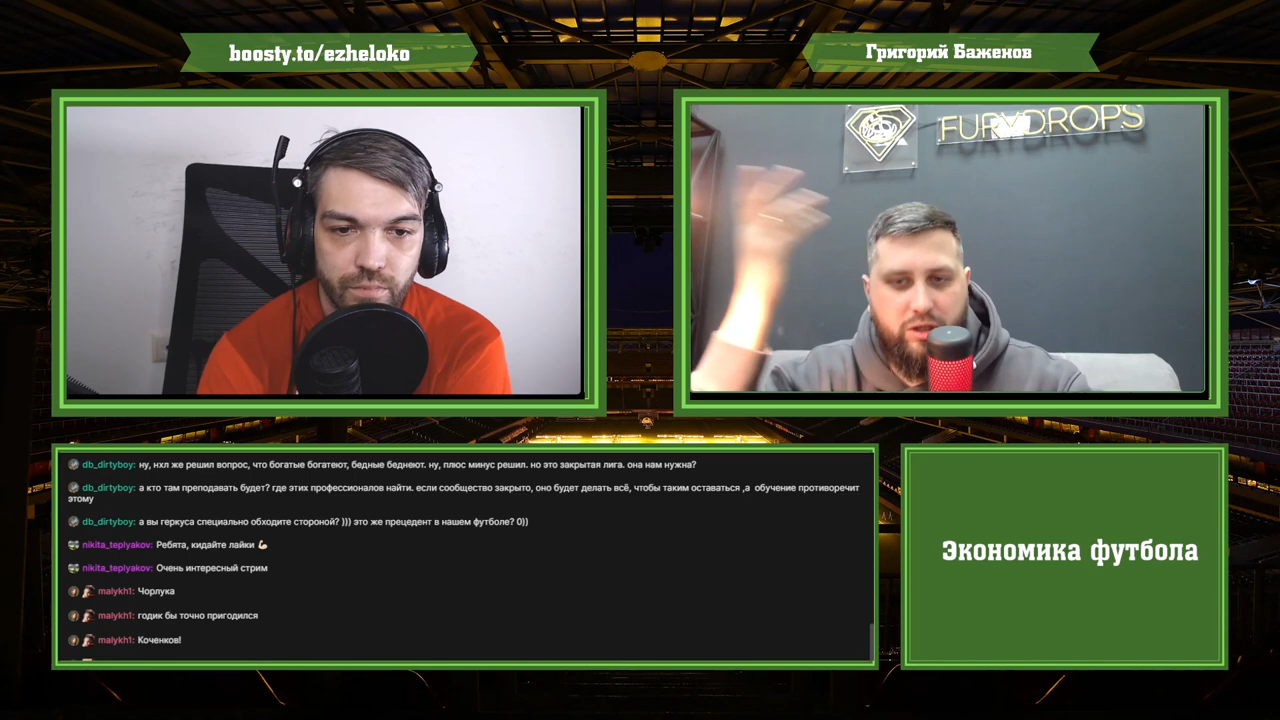 boosty.to/ezheloko
Григорий Баженов
FURYDROPS
db_dirtyboy: ну, нхл же решил вопрос, что богатые богатеют, бедные беднеют. ну, плюс минус решил. но это закрытая лига. она нам нужна?
db_dirtyboy: а кто там преподавать будет? где этих профессионалов найти. если сообщество закрыто, оно будет делать всё, чтобы таким оставаться ,а обучение противоречит
этому
db_dirtyboy: а вы геркуса специально обходите стороной? ))) это же прецедент в нашем футболе? 0))
nikita_teplyakov: Ребята, кидайте лайки 💪🏻
nikita_teplyakov: Очень интересный стрим
malykh1: Чорлука
malykh1: годик бы точно пригодился
malykh1: Коченков!
Экономика футбола